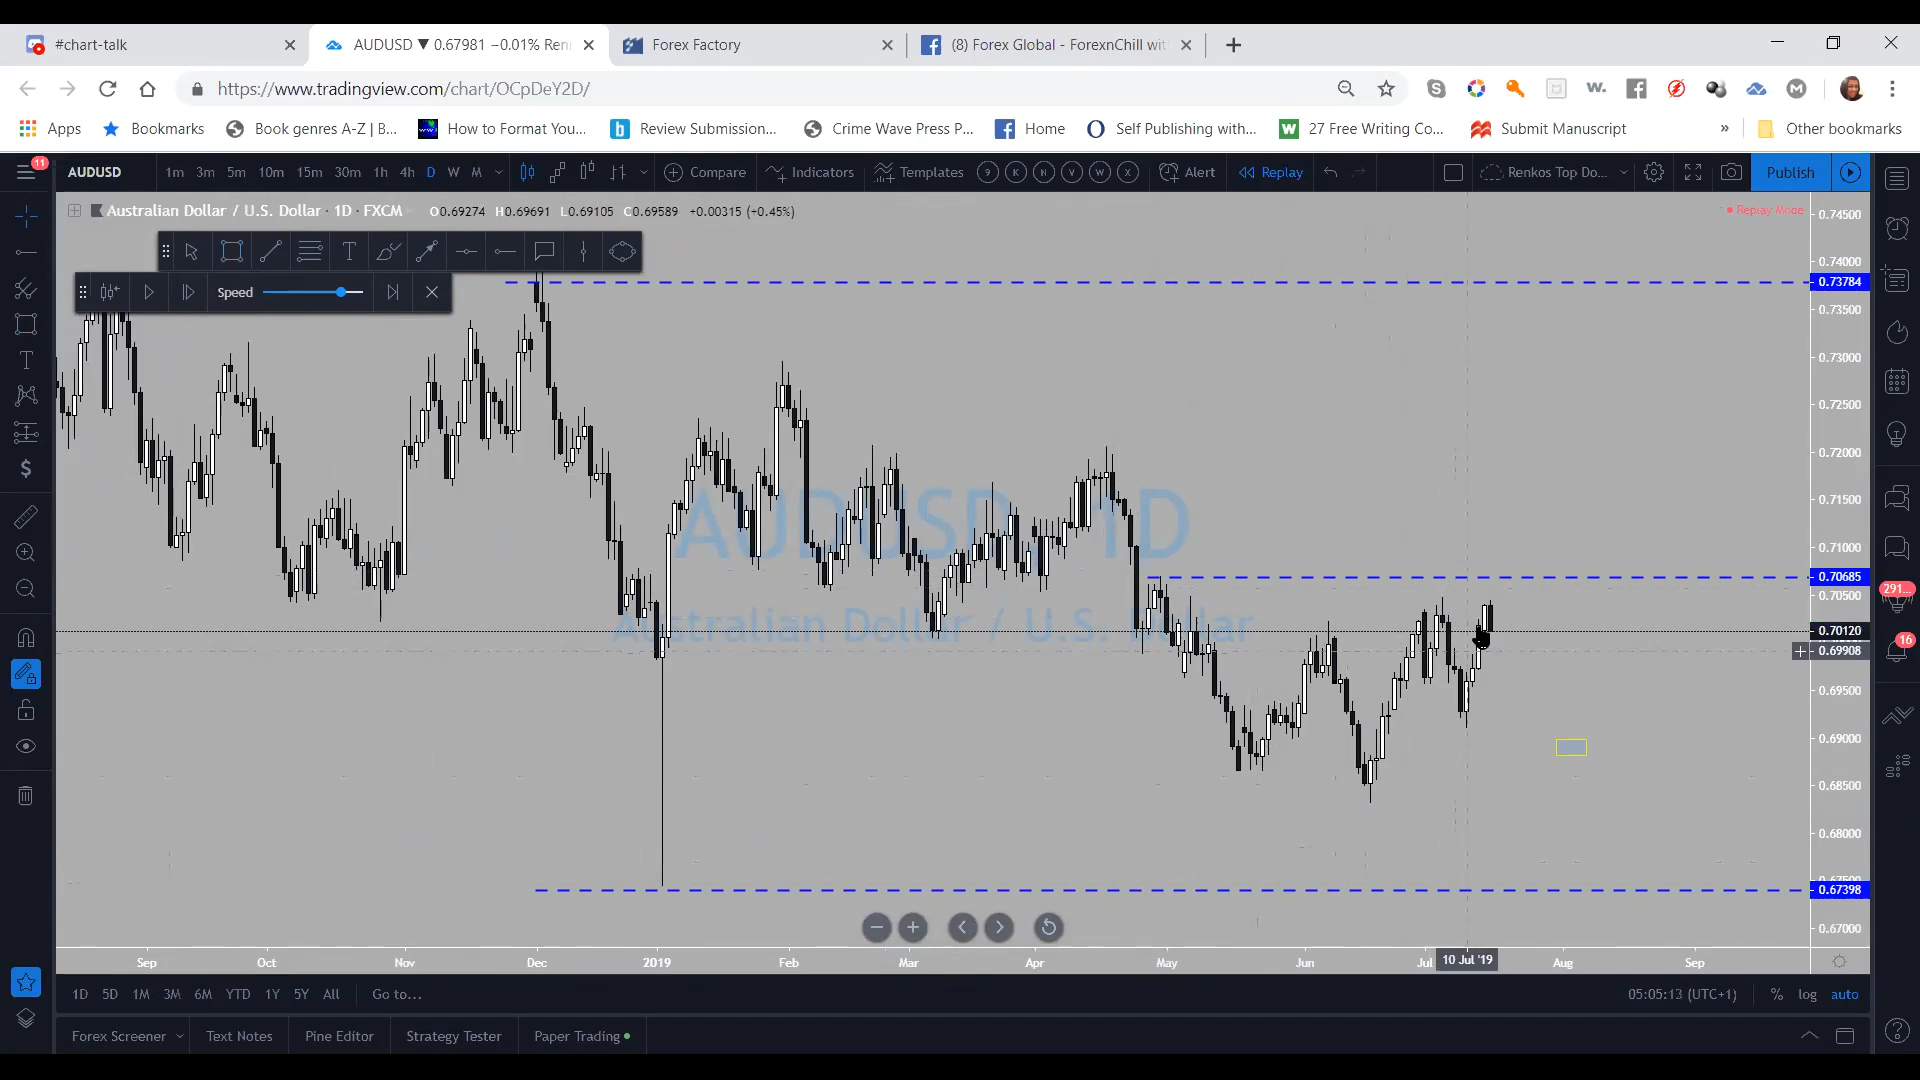 #chart-talk
AUDUSD ▼ 0.67981 −0.01% Ren
Forex Factory
(8) Forex Global - ForexnChill wit
https://www.tradingview.com/chart/OCpDeY2D/
Apps
Bookmarks
Book genres A-Z | B...
How to Format You...
Review Submission...
Crime Wave Press P...
Home
Self Publishing with...
27 Free Writing Co...
Submit Manuscript
»
Other bookmarks
11
AUDUSD
1m 3m 5m 10m 15m 30m 1h 4h D W M
Compare
Indicators
Templates
9 K N V W X
Alert
Replay
Renkos Top Do...
Publish
Australian Dollar / U.S. Dollar · 1D · FXCM
O0.69274 H0.69691 L0.69105 C0.69589 +0.00315 (+0.45%)
Replay Mode
Speed
AUDUSD, 1D
Australian Dollar / U.S. Dollar
0.74500
0.74000
0.73784
0.73500
0.73000
0.72500
0.72000
0.71500
0.71000
0.70685
0.70500
0.70120
0.69908
0.69500
0.69000
0.68500
0.68000
0.67398
0.67000
291...
16
Sep Oct Nov Dec 2019 Feb Mar Apr May Jun Jul 10 Jul '19 Aug Sep
1D 5D 1M 3M 6M YTD 1Y 5Y All
Go to...
05:05:13 (UTC+1)
% log auto
Forex Screener
Text Notes
Pine Editor
Strategy Tester
Paper Trading